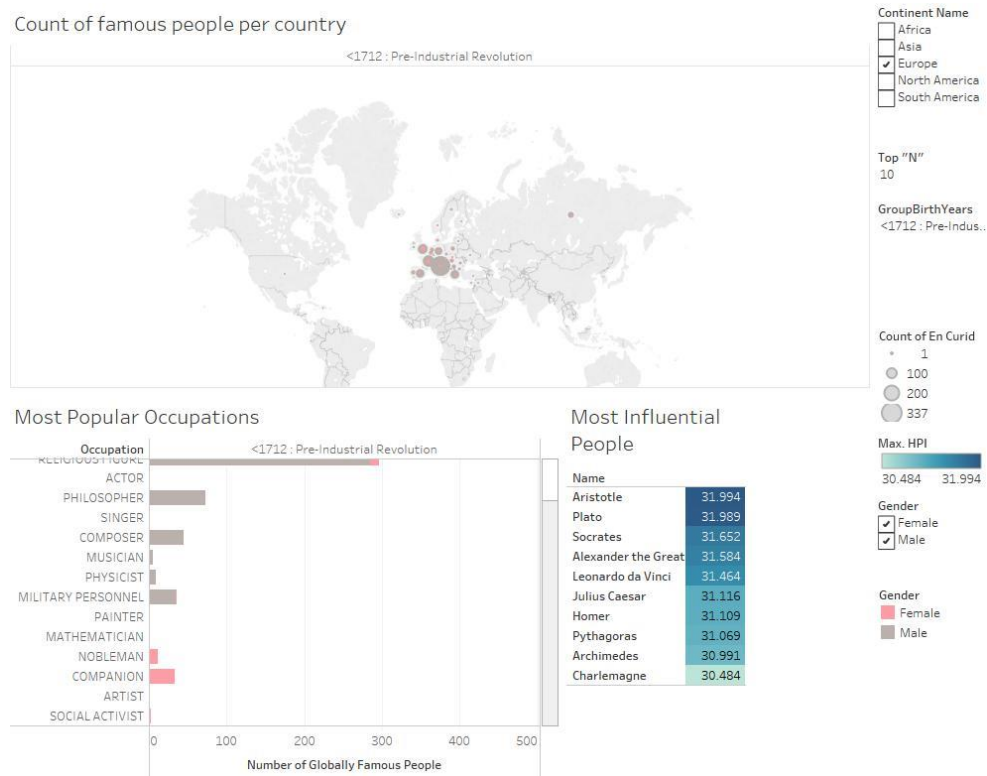 Count of famous people per country
<1712 : Pre-Industrial Revolution
Continent Name
Africa
Asia
Europe
North America
South America
Top "N"
10
GroupBirthYears
<1712 : Pre-Indus..
Count of En Curid
1
100
200
337
Max. HPI
30.484 31.994
Gender
Female
Male
Gender
Female
Male
Most Popular Occupations
Occupation <1712 : Pre-Industrial Revolution
RELIGIOUS FIGURE
ACTOR
PHILOSOPHER
SINGER
COMPOSER
MUSICIAN
PHYSICIST
MILITARY PERSONNEL
PAINTER
MATHEMATICIAN
NOBLEMAN
COMPANION
ARTIST
SOCIAL ACTIVIST
0 100 200 300 400 500
Number of Globally Famous People
Most Influential
People
Name
Aristotle 31.994
Plato 31.989
Socrates 31.652
Alexander the Great 31.584
Leonardo da Vinci 31.464
Julius Caesar 31.116
Homer 31.109
Pythagoras 31.069
Archimedes 30.991
Charlemagne 30.484